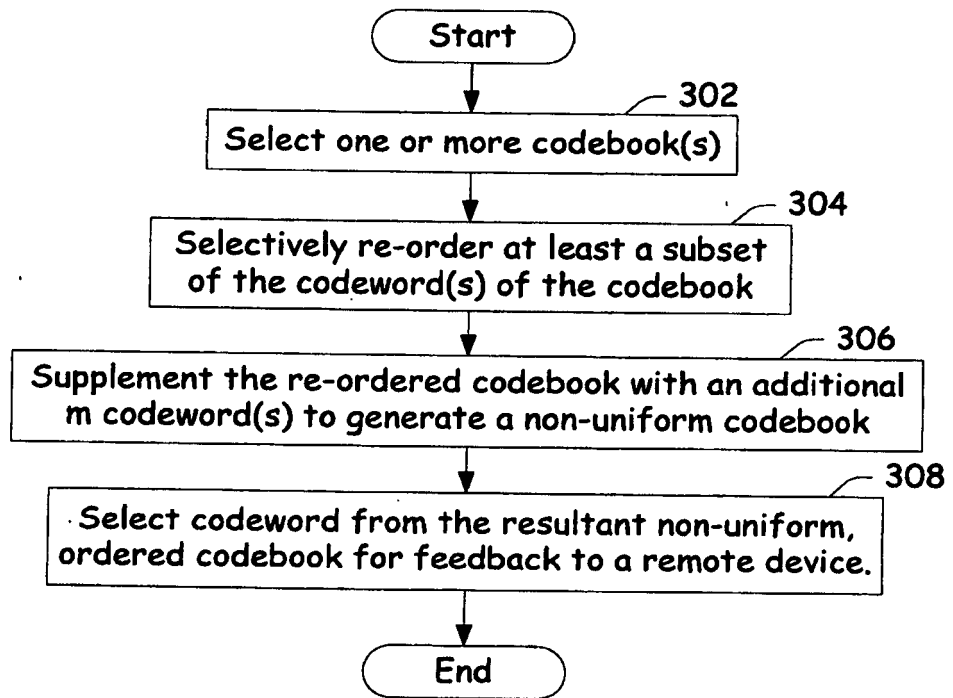 Start
302
Select one or more codebook(s)
304
Selectively re-order at least a subset
of the codeword(s) of the codebook
306
Supplement the re-ordered codebook with an additional
m codeword(s) to generate a non-uniform codebook
308
Select codeword from the resultant non-uniform,
ordered codebook for feedback to a remote device.
End